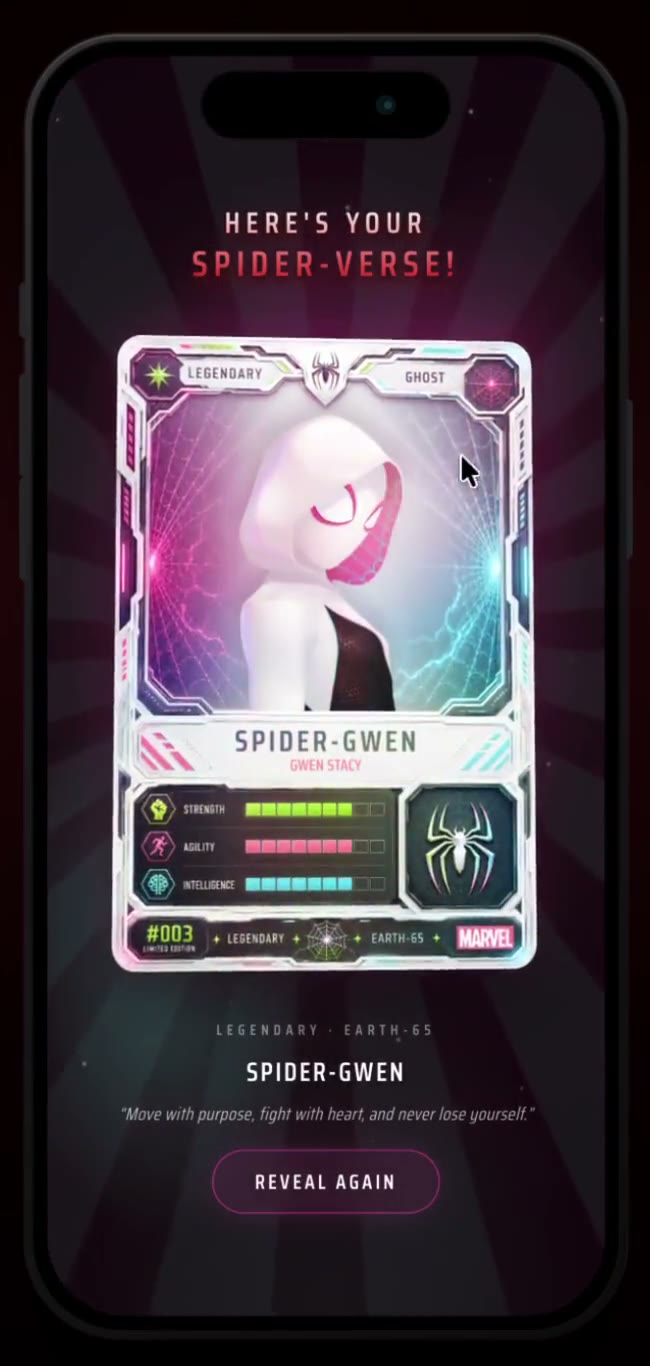 HERE'S YOUR
SPIDER-VERSE!
LEGENDARY
GHOST
SPIDER-GWEN
GWEN STACY
STRENGTH
AGILITY
INTELLIGENCE
#003
LIMITED EDITION
LEGENDARY
EARTH-65
MARVEL
LEGENDARY · EARTH-65
SPIDER-GWEN
“Move with purpose, fight with heart, and never lose yourself.”
REVEAL AGAIN